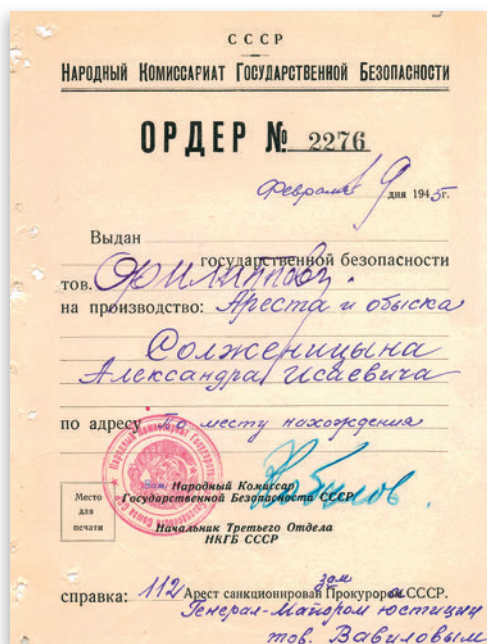 СССР
НАРОДНЫЙ КОМИССАРИАТ ГОСУДАРСТВЕННОЙ БЕЗОПАСНОСТИ
ОРДЕР № 2276
февраля 9 дня 1945г.
Выдан
государственной безопасности
тов. Филиппову.
на производство: Ареста и обыска
Солженицына
Александра Исаевича
по адресу По месту нахождения
Зам. Народный Комиссар
Государственной Безопасности СССР
Кобулов.
Место
для
печати
Начальник Третьего Отдела
НКГБ СССР
справка: 112 Арест санкционирован зам Прокурором СССР.
Генерал-Майором юстиции
тов. Вавиловым